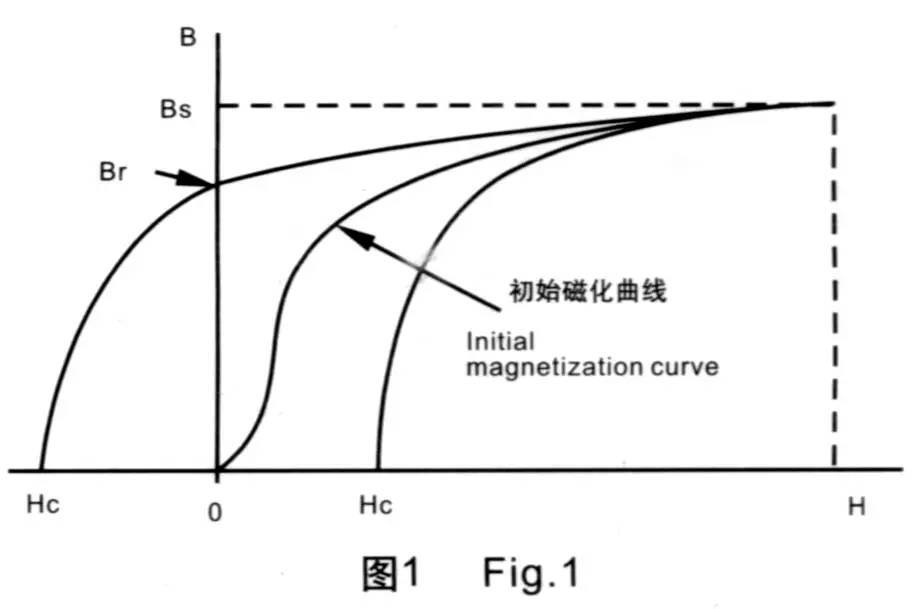 B
Bs
Br
初始磁化曲线
Initial
magnetization curve
Hc
0
Hc
H
图1 Fig.1